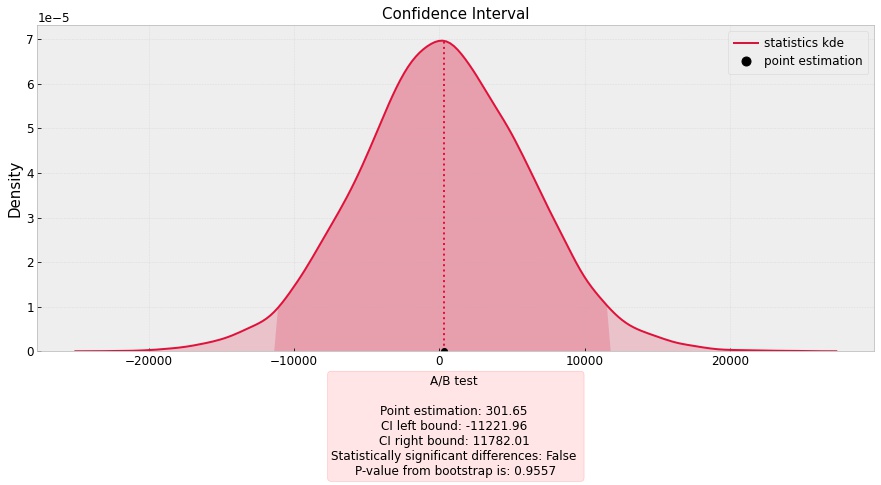 Confidence Interval
1e−5
7
6
5
4
3
2
1
0
Density
statistics kde
point estimation
−20000
−10000
0
10000
20000
A/B test
Point estimation: 301.65
CI left bound: -11221.96
CI right bound: 11782.01
Statistically significant differences: False
P-value from bootstrap is: 0.9557